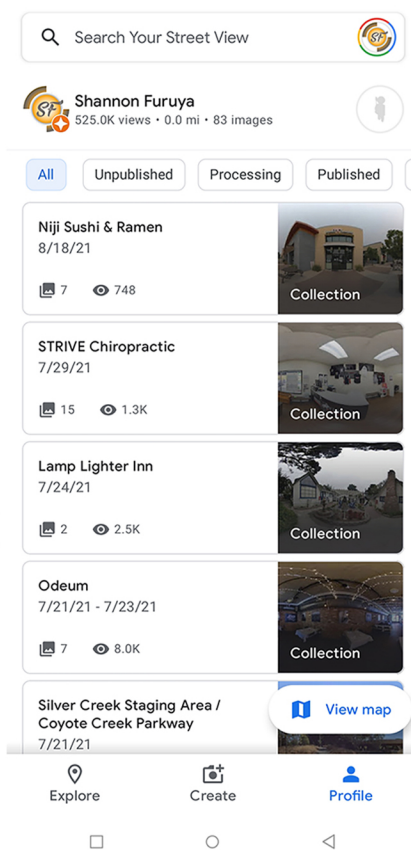 Search Your Street View
SF
SF
Shannon Furuya
525.0K views • 0.0 mi • 83 images
All
Unpublished
Processing
Published
Niji Sushi & Ramen
8/18/21
7
748
Collection
STRIVE Chiropractic
7/29/21
15
1.3K
Collection
Lamp Lighter Inn
7/24/21
2
2.5K
Collection
Odeum
7/21/21 - 7/23/21
7
8.0K
Collection
Silver Creek Staging Area /
Coyote Creek Parkway
7/21/21
View map
Explore
Create
Profile